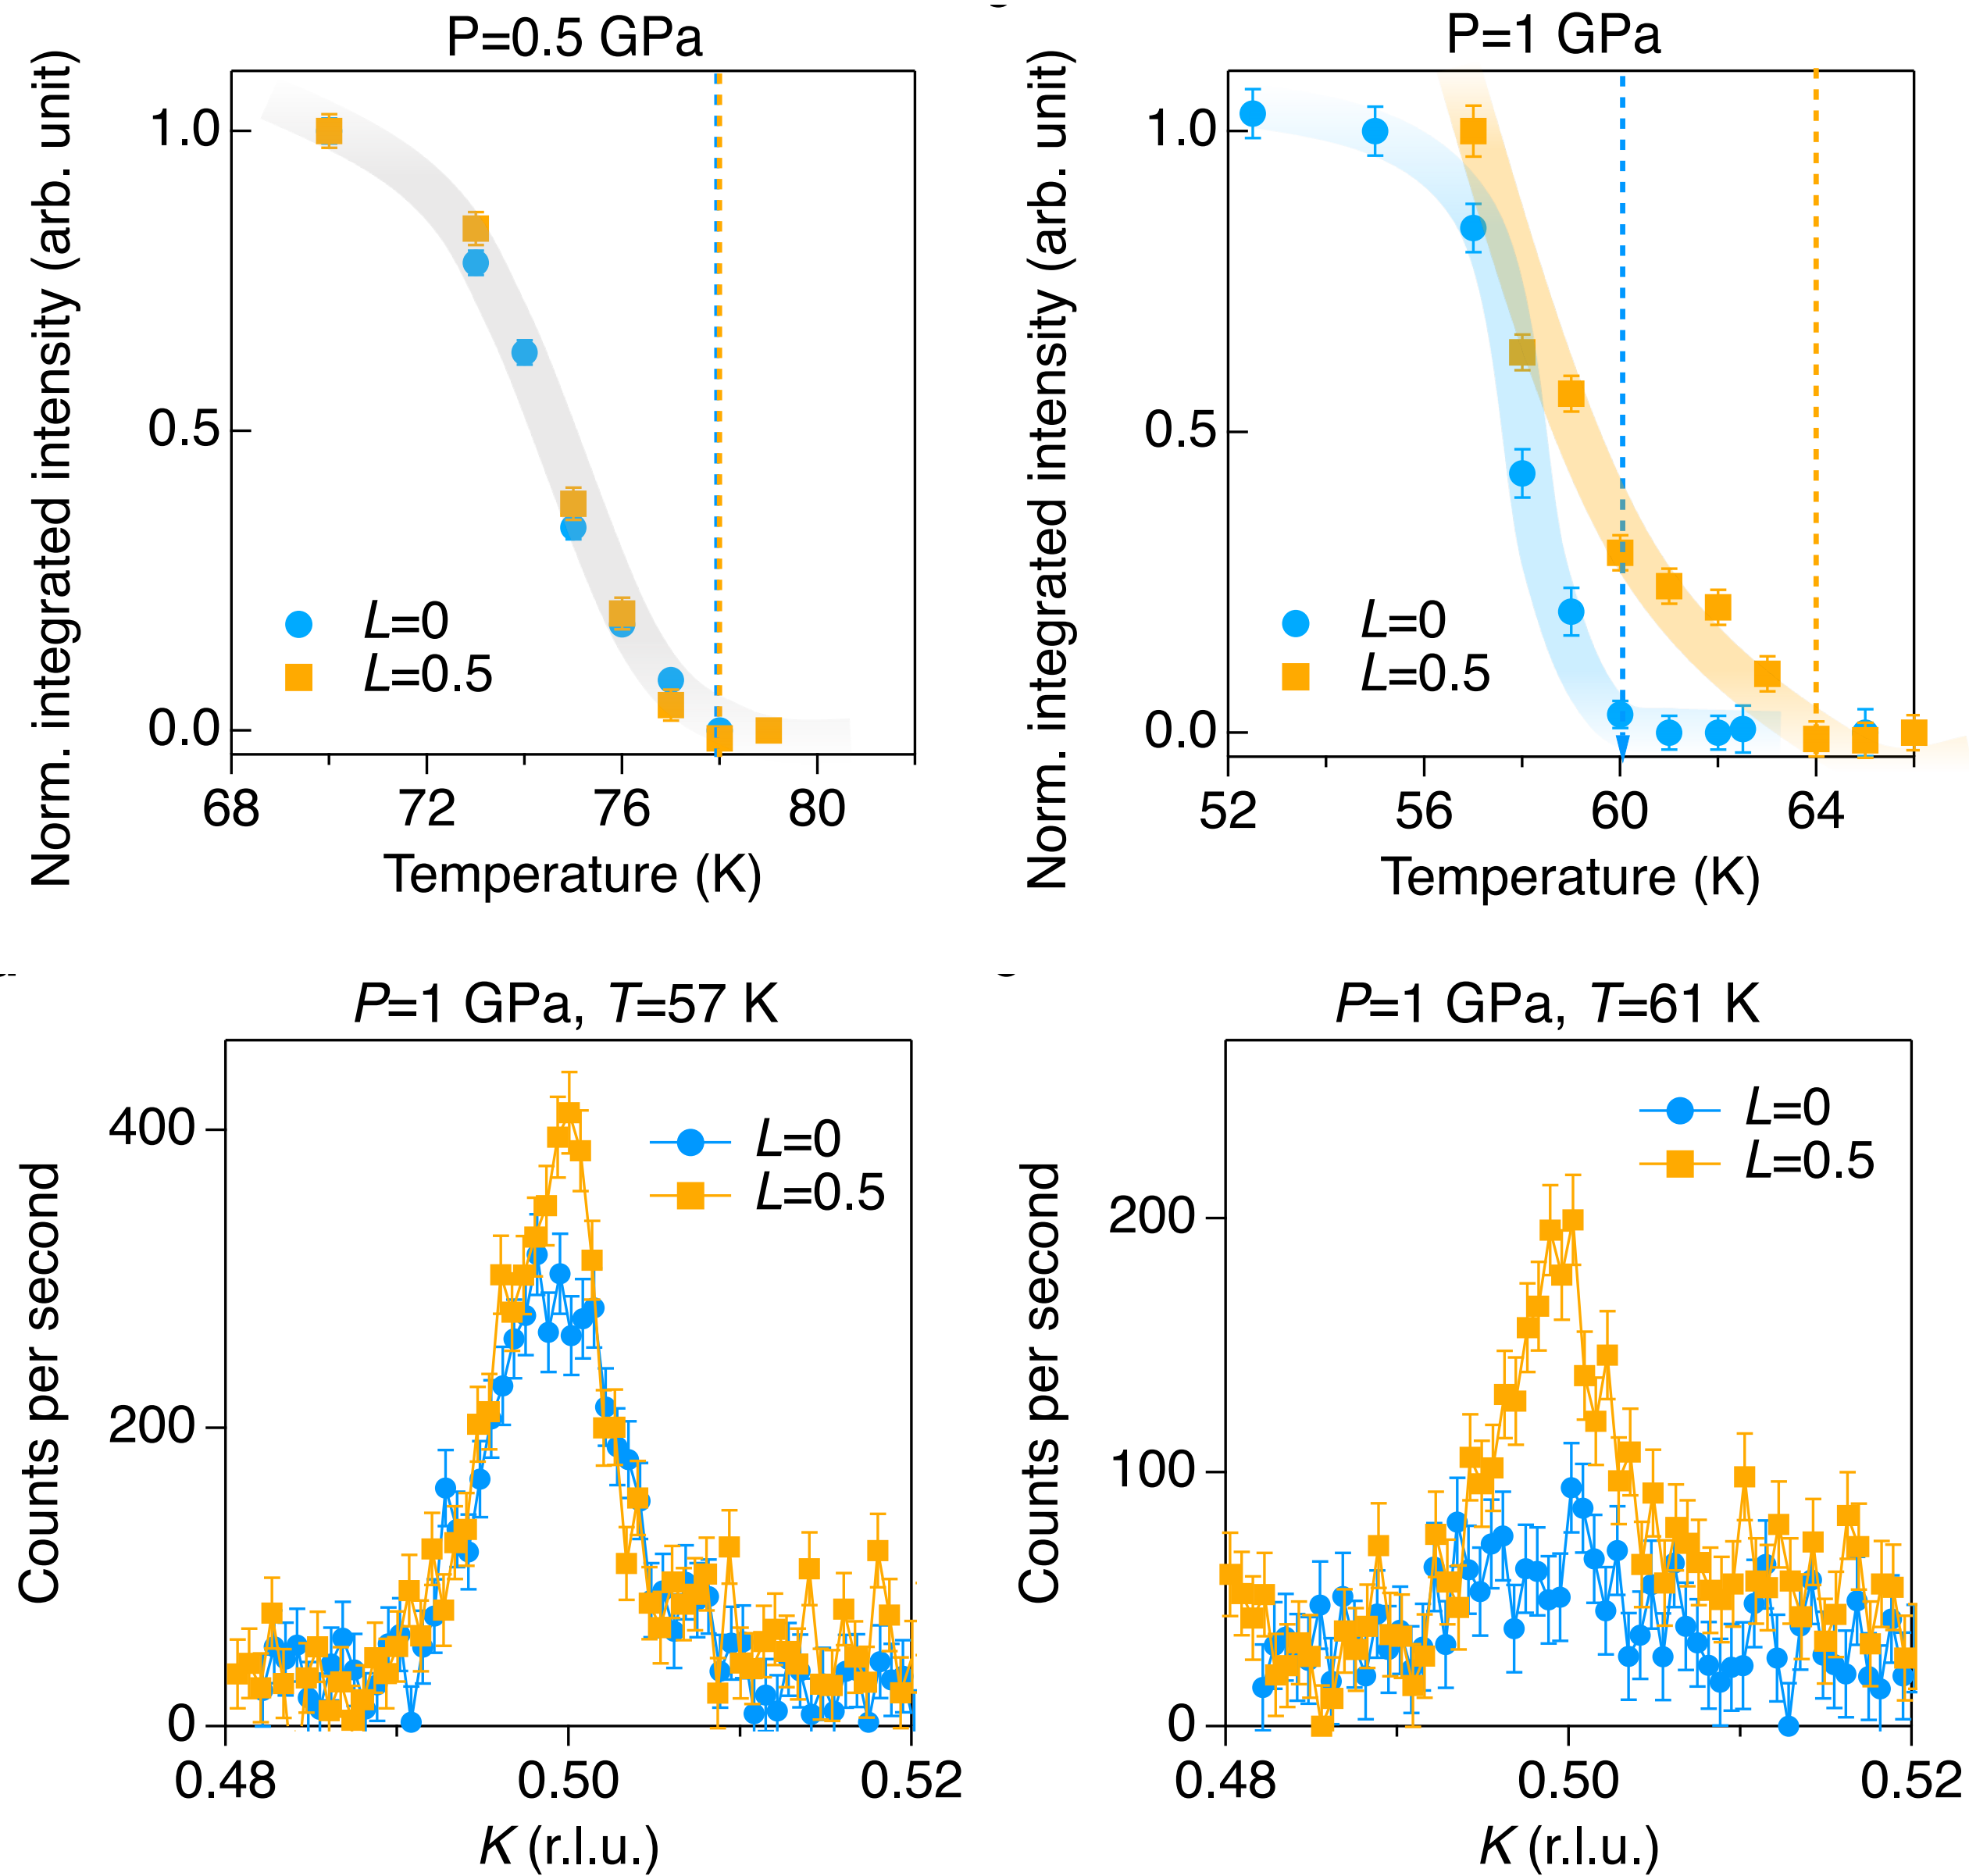 P=0.5 GPa
Norm. integrated intensity (arb. unit)
1.0
0.5
0.0
L=0
L=0.5
68 72 76 80
Temperature (K)
P=1 GPa
Norm. integrated intensity (arb. unit)
1.0
0.5
0.0
L=0
L=0.5
52 56 60 64
Temperature (K)
P=1 GPa, T=57 K
Counts per second
400
200
0
L=0
L=0.5
0.48 0.50 0.52
K (r.l.u.)
P=1 GPa, T=61 K
Counts per second
200
100
0
L=0
L=0.5
0.48 0.50 0.52
K (r.l.u.)